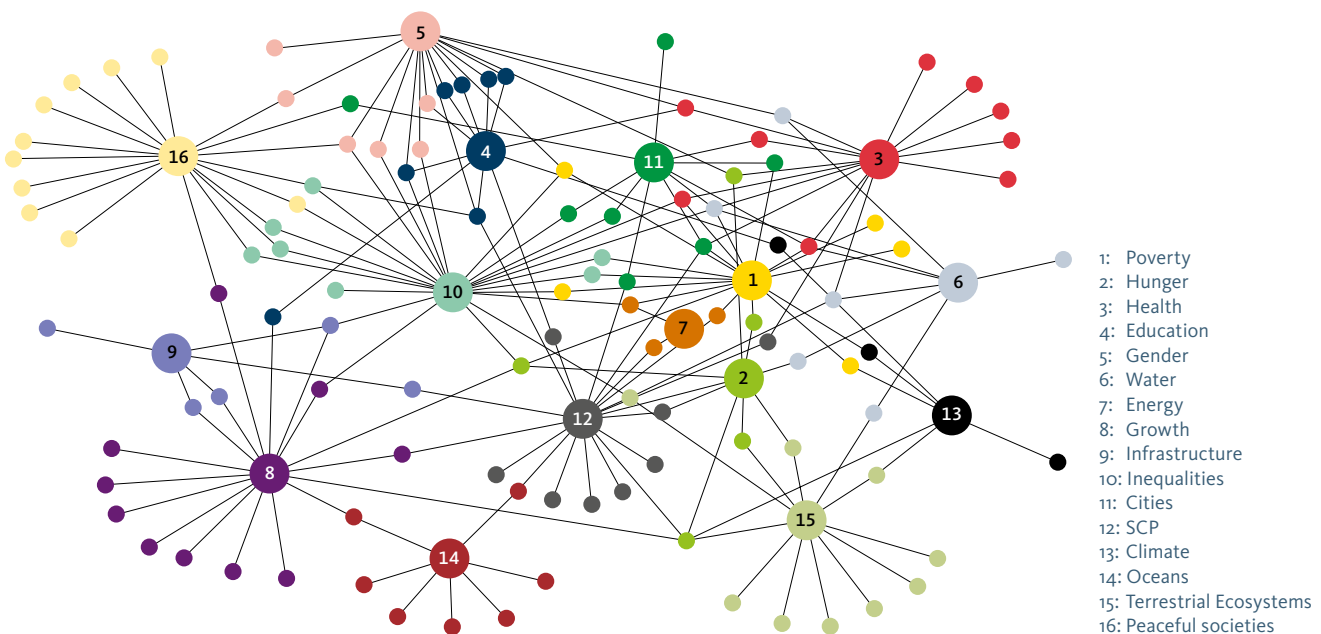 5
16
4
11
3
10
1
6
9
7
2
12
13
8
15
14
1: Poverty
2: Hunger
3: Health
4: Education
5: Gender
6: Water
7: Energy
8: Growth
9: Infrastructure
10: Inequalities
11: Cities
12: SCP
13: Climate
14: Oceans
15: Terrestrial Ecosystems
16: Peaceful societies